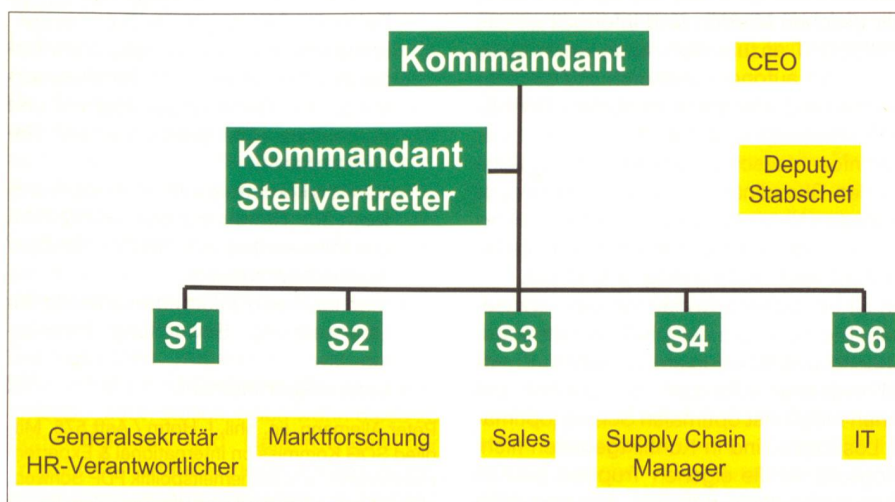 Kommandant
CEO
Kommandant
Stellvertreter
Deputy
Stabschef
S1
S2
S3
S4
S6
Generalsekretär
HR-Verantwortlicher
Marktforschung
Sales
Supply Chain
Manager
IT